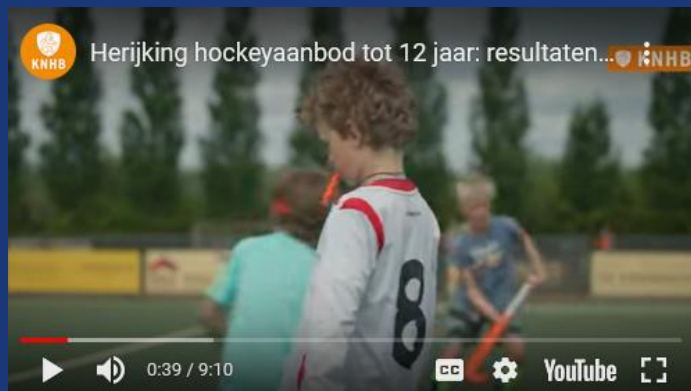 KNHB
Herijking hockeyaanbod tot 12 jaar: resultaten...
KNHB
8
0:39 / 9:10
CC
YouTube